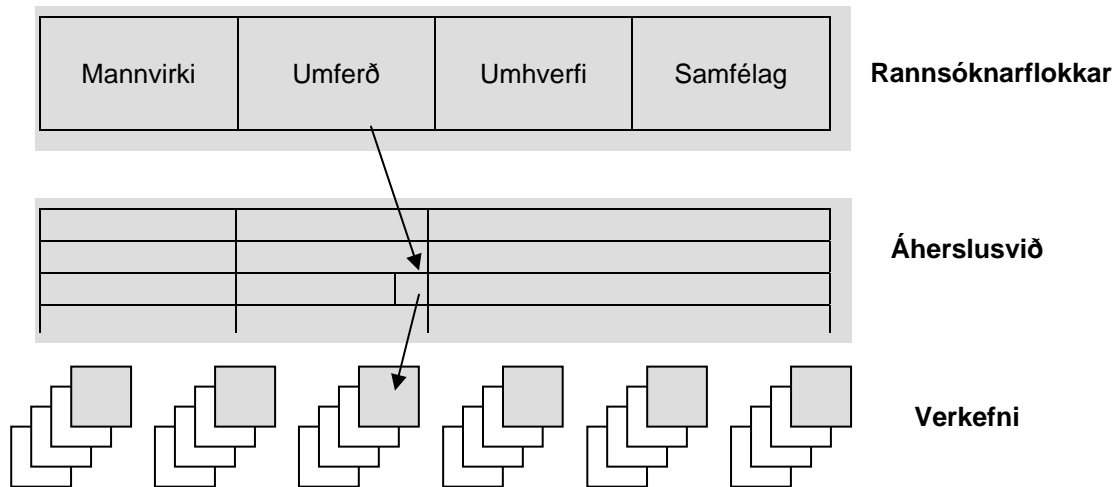 Mannvirki Umferð Umhverfi Samfélag Rannsóknarflokkar
Áherslusvið
Verkefni